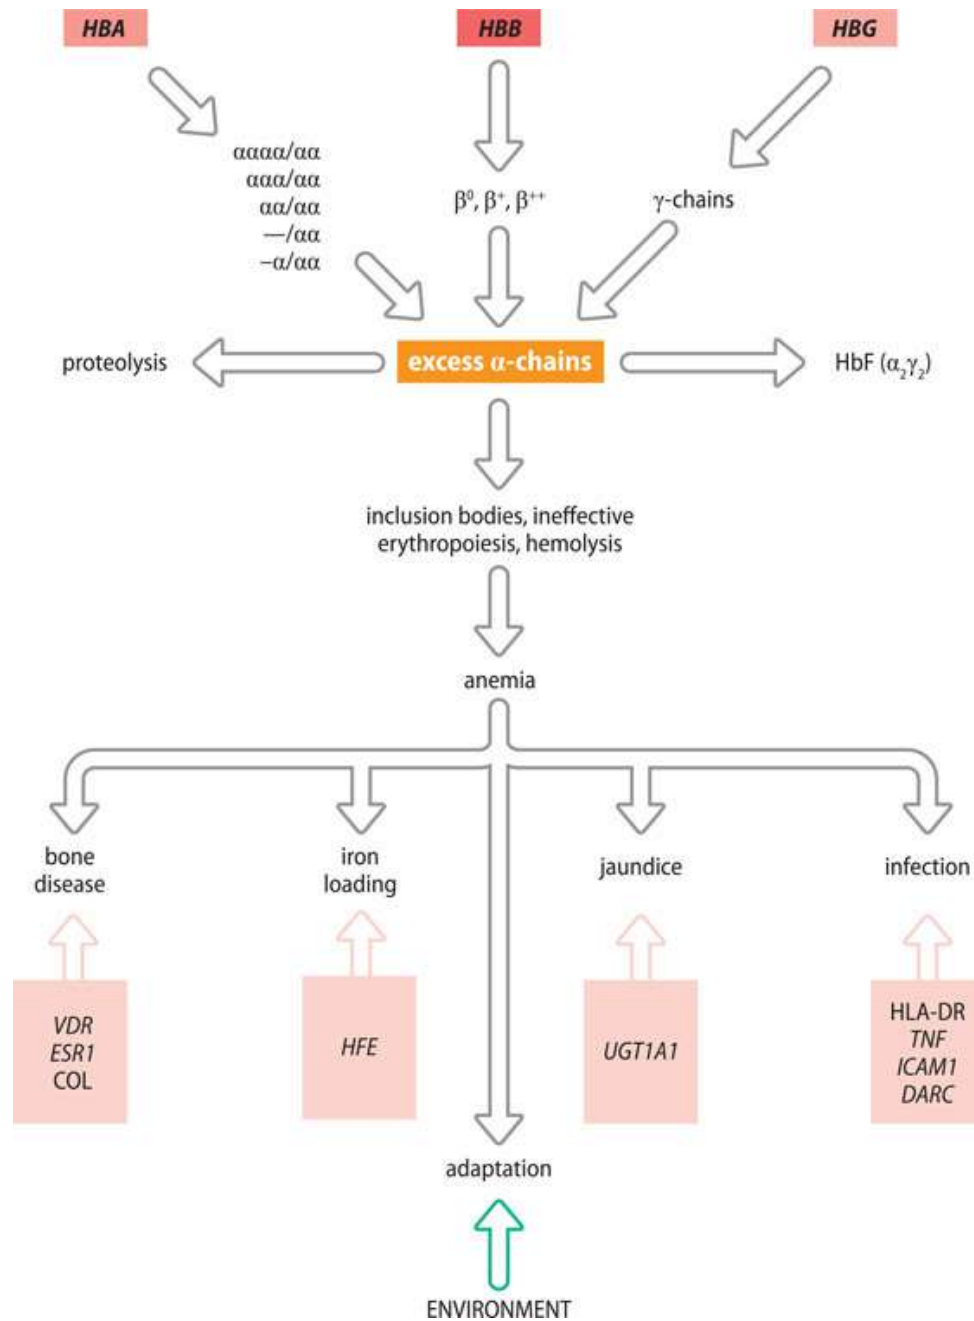 HBA
HBB
HBG
αααα/αα
ααα/αα
αα/αα
—/αα
–α/αα
β⁰, β⁺, β⁺⁺
γ-chains
proteolysis
excess α-chains
HbF (α₂γ₂)
inclusion bodies, ineffective
erythropoiesis, hemolysis
anemia
bone
disease
iron
loading
jaundice
infection
VDR
ESR1
COL
HFE
UGT1A1
HLA-DR
TNF
ICAM1
DARC
adaptation
ENVIRONMENT